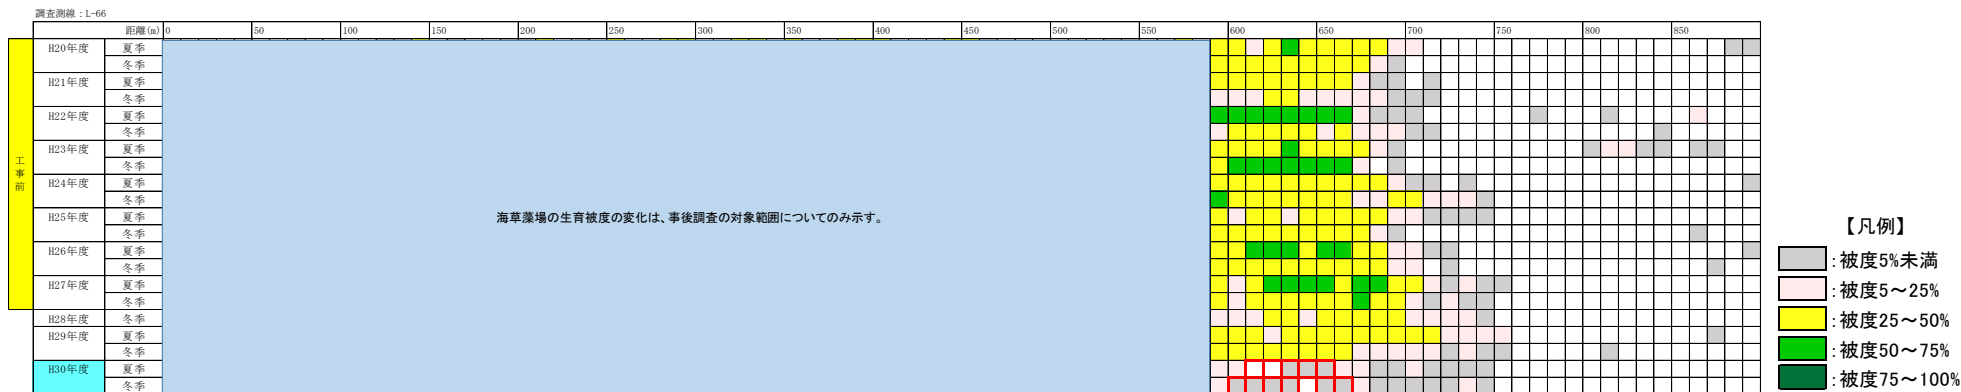 調査測線：L-66
距離(m) 0 50 100 150 200 250 300 350 400 450 500 550 600 650 700 750 800 850
H20年度 夏季
冬季
H21年度 夏季
冬季
H22年度 夏季
冬季
H23年度 夏季
冬季
H24年度 夏季
冬季
H25年度 夏季
冬季
H26年度 夏季
冬季
H27年度 夏季
冬季
H28年度 冬季
H29年度 夏季
冬季
H30年度 夏季
冬季
工事前
海草藻場の生育被度の変化は、事後調査の対象範囲についてのみ示す。
【凡例】
：被度5%未満
：被度5～25%
：被度25～50%
：被度50～75%
：被度75～100%